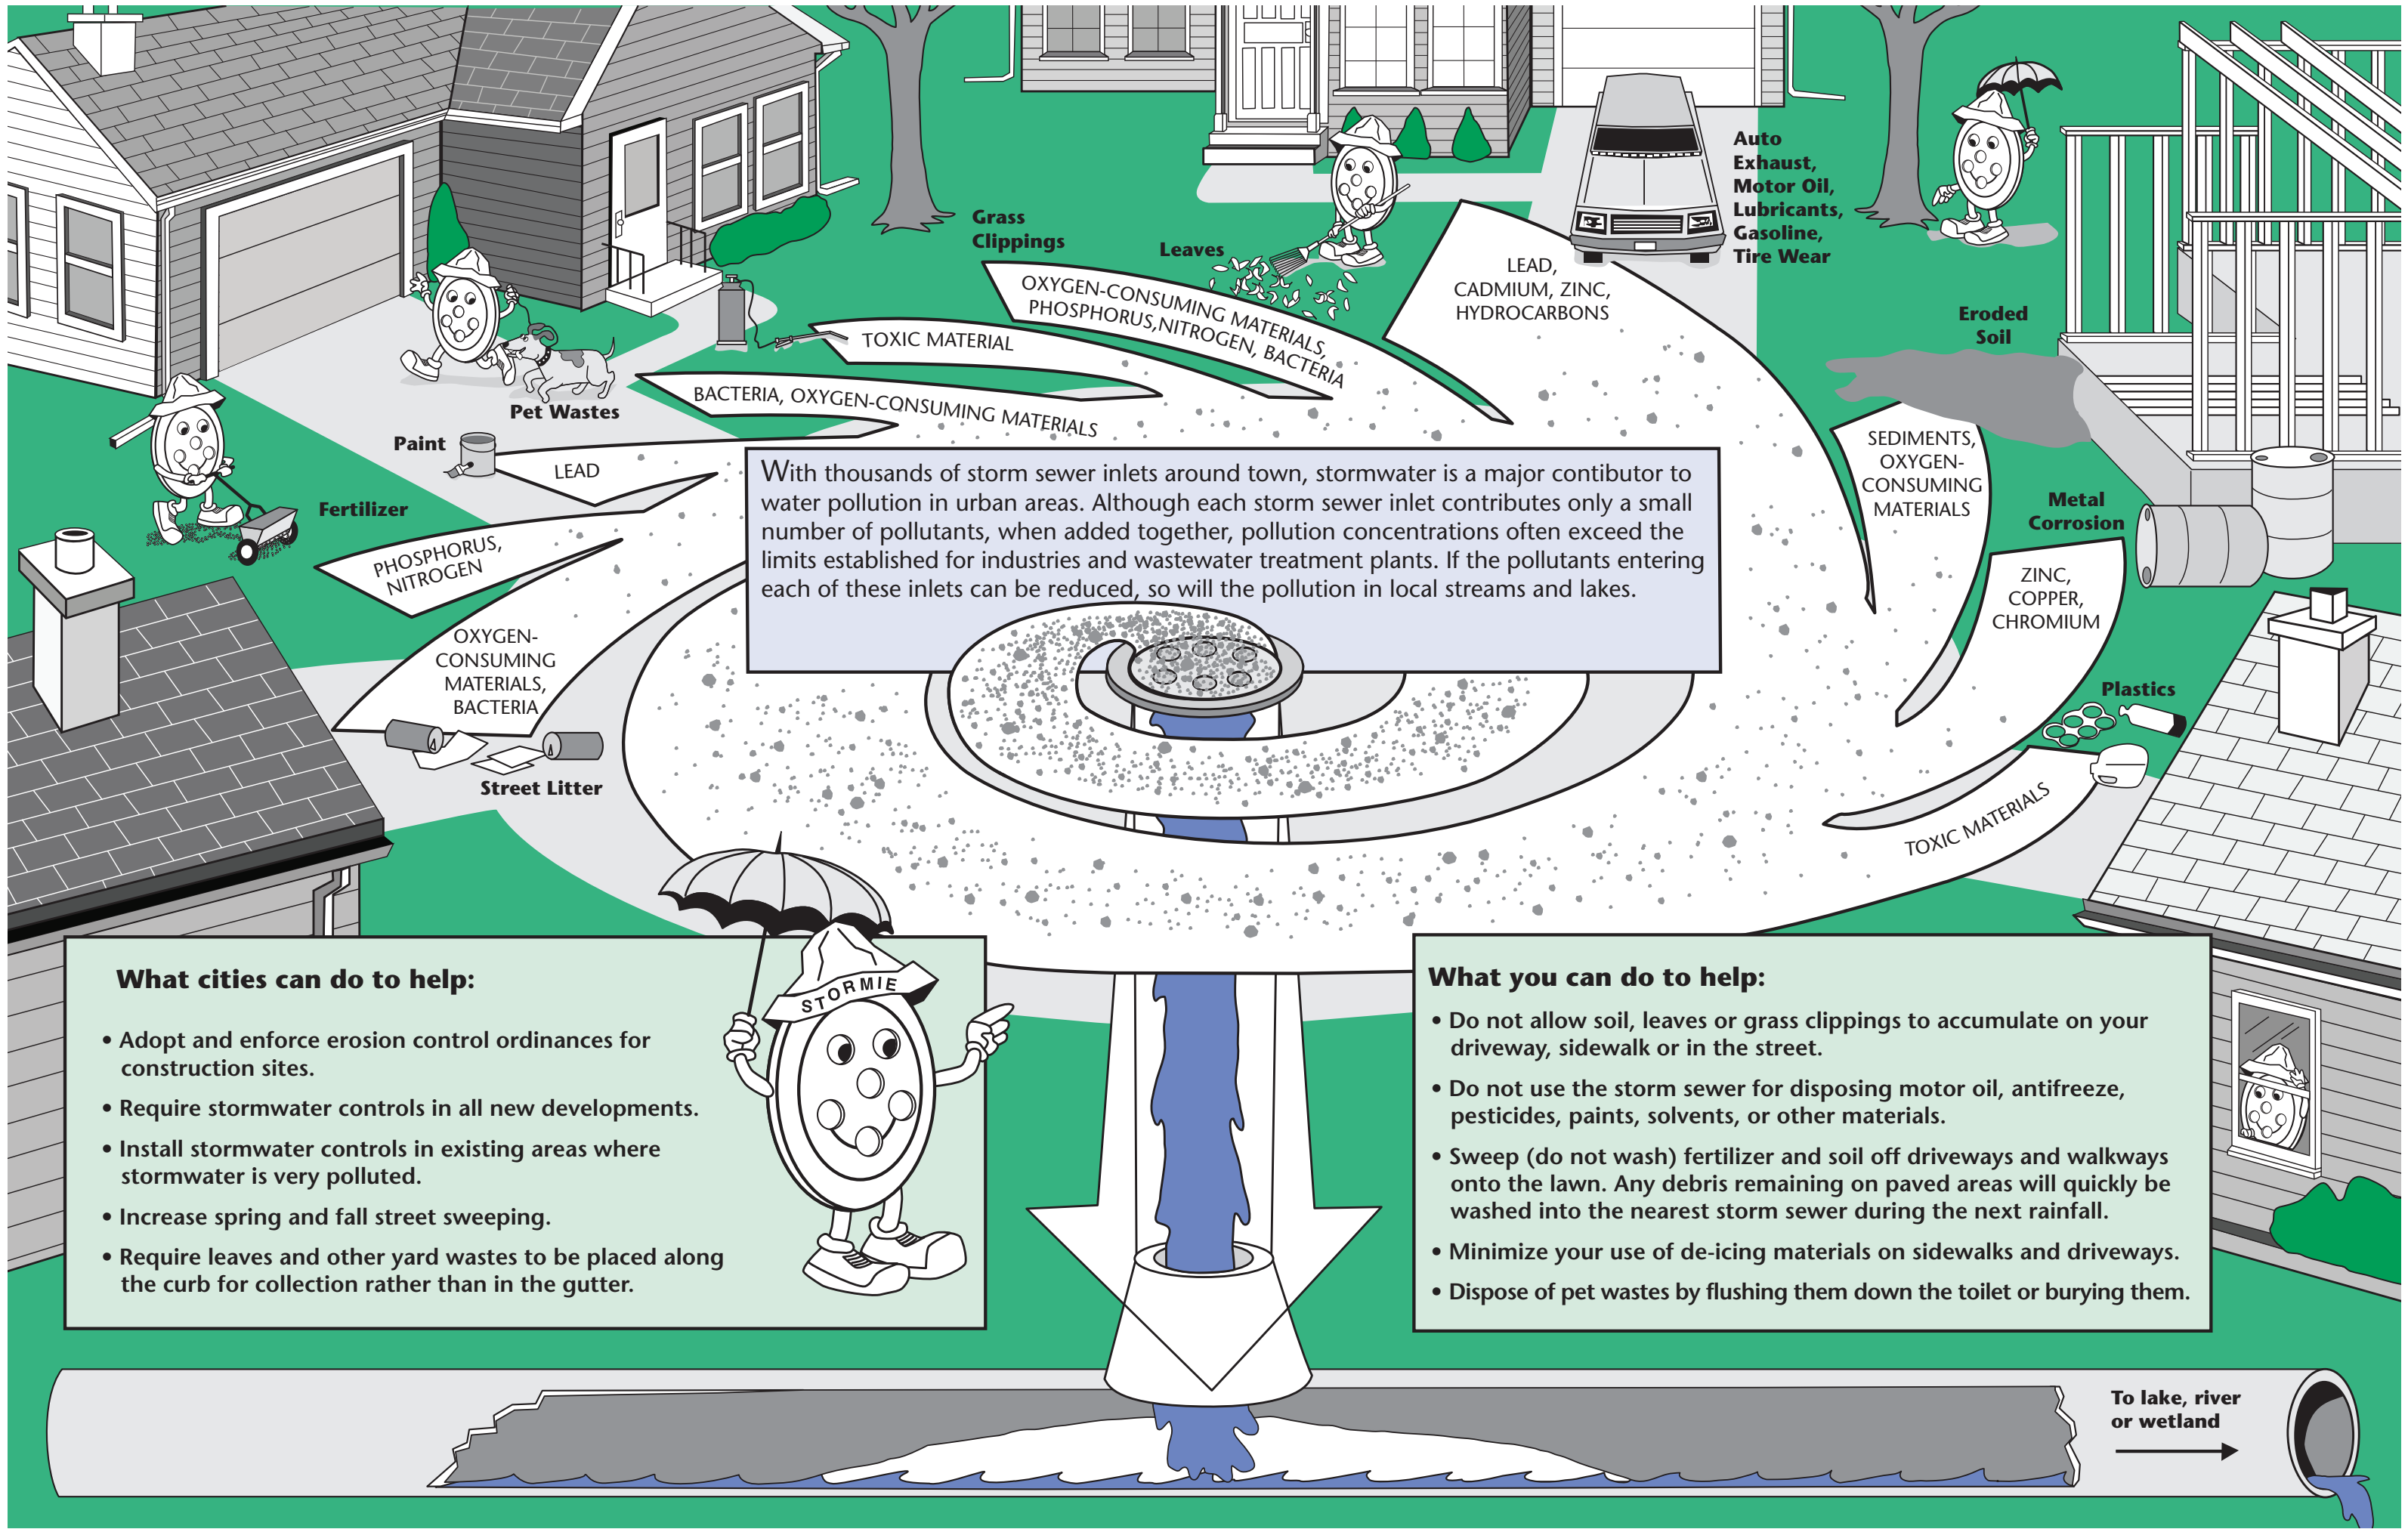 Auto
Exhaust,
Motor Oil,
Lubricants,
Gasoline,
Tire Wear
Grass
Clippings
Leaves
LEAD,
CADMIUM, ZINC,
HYDROCARBONS
OXYGEN-CONSUMING MATERIALS,
PHOSPHORUS,NITROGEN, BACTERIA
TOXIC MATERIAL
Eroded
Soil
BACTERIA, OXYGEN-CONSUMING MATERIALS
Pet Wastes
Paint
LEAD
Fertilizer
PHOSPHORUS,
NITROGEN
SEDIMENTS,
OXYGEN-
CONSUMING
MATERIALS
Metal
Corrosion
ZINC,
COPPER,
CHROMIUM
With thousands of storm sewer inlets around town, stormwater is a major contibutor to
water pollution in urban areas. Although each storm sewer inlet contributes only a small
number of pollutants, when added together, pollution concentrations often exceed the
limits established for industries and wastewater treatment plants. If the pollutants entering
each of these inlets can be reduced, so will the pollution in local streams and lakes.
OXYGEN-
CONSUMING
MATERIALS,
BACTERIA
Street Litter
Plastics
TOXIC MATERIALS
What cities can do to help:
• Adopt and enforce erosion control ordinances for
construction sites.
• Require stormwater controls in all new developments.
• Install stormwater controls in existing areas where
stormwater is very polluted.
• Increase spring and fall street sweeping.
• Require leaves and other yard wastes to be placed along
the curb for collection rather than in the gutter.
STORMIE
What you can do to help:
• Do not allow soil, leaves or grass clippings to accumulate on your
driveway, sidewalk or in the street.
• Do not use the storm sewer for disposing motor oil, antifreeze,
pesticides, paints, solvents, or other materials.
• Sweep (do not wash) fertilizer and soil off driveways and walkways
onto the lawn. Any debris remaining on paved areas will quickly be
washed into the nearest storm sewer during the next rainfall.
• Minimize your use of de-icing materials on sidewalks and driveways.
• Dispose of pet wastes by flushing them down the toilet or burying them.
To lake, river
or wetland